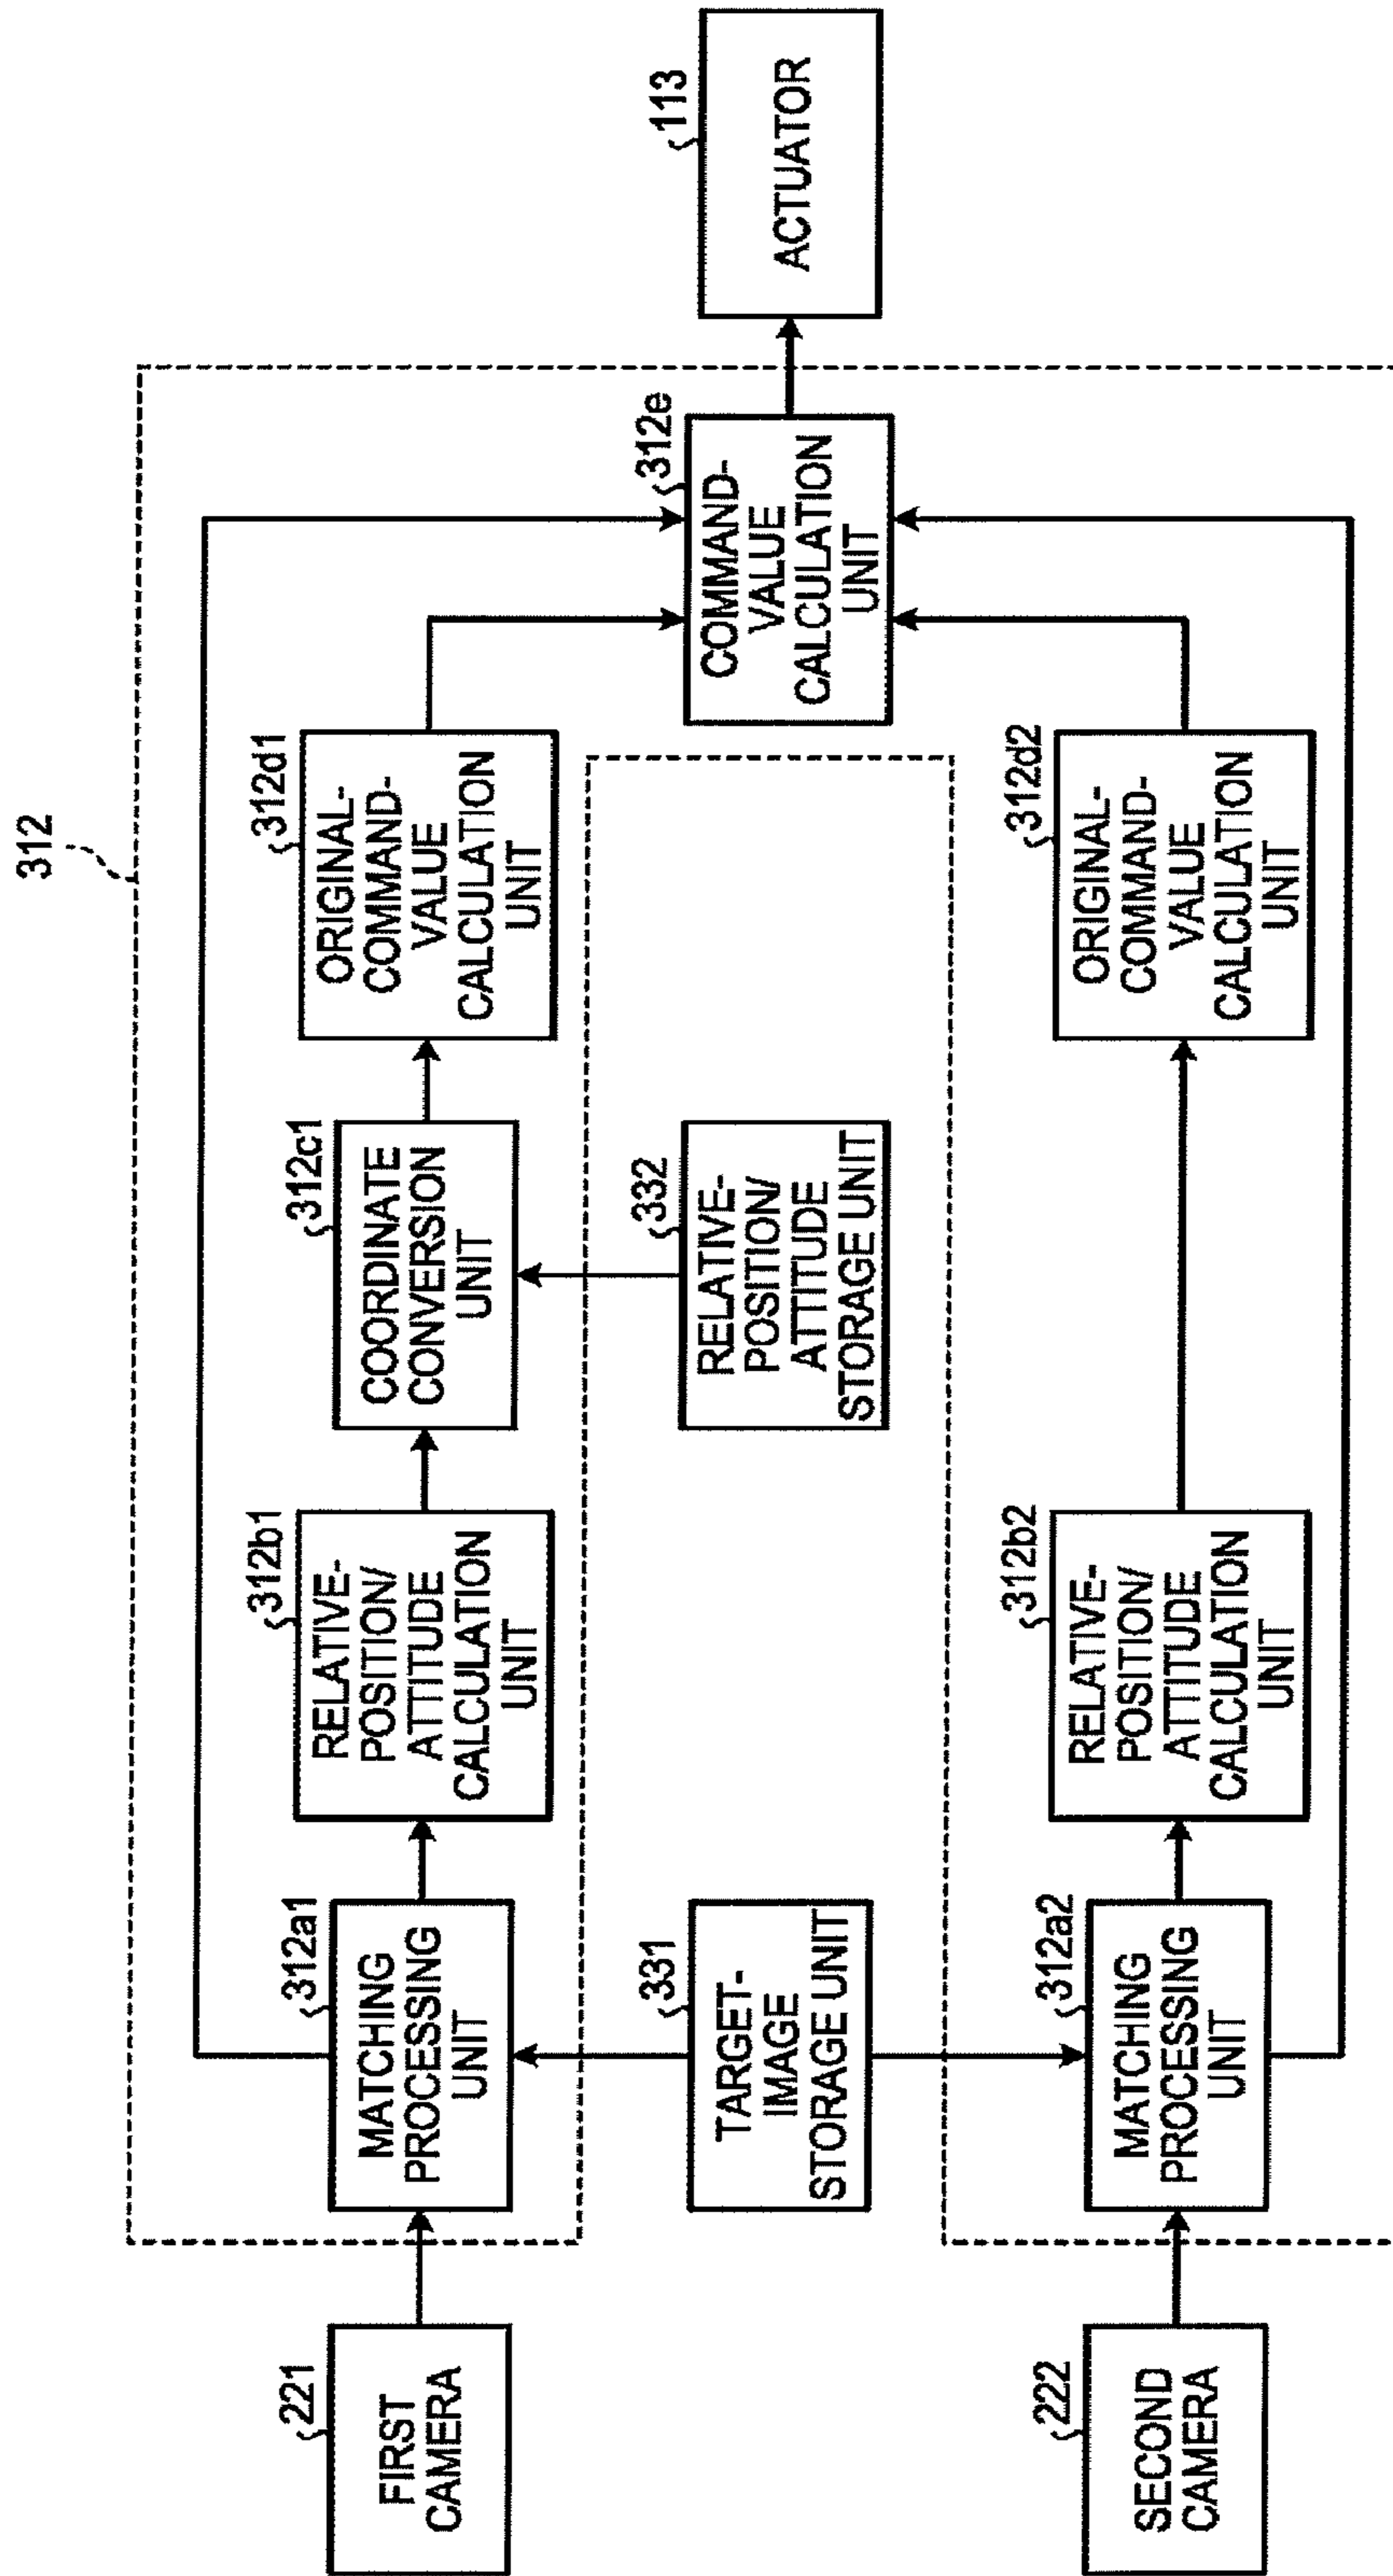 312
221
FIRST
CAMERA
312a1
MATCHING
PROCESSING
UNIT
312b1
RELATIVE-
POSITION/
ATTITUDE
CALCULATION
UNIT
312c1
COORDINATE
CONVERSION
UNIT
312d1
ORIGINAL-
COMMAND-
VALUE
CALCULATION
UNIT
331
TARGET-
IMAGE
STORAGE UNIT
332
RELATIVE-
POSITION/
ATTITUDE
STORAGE UNIT
312e
COMMAND-
VALUE
CALCULATION
UNIT
113
ACTUATOR
222
SECOND
CAMERA
312a2
MATCHING
PROCESSING
UNIT
312b2
RELATIVE-
POSITION/
ATTITUDE
CALCULATION
UNIT
312d2
ORIGINAL-
COMMAND-
VALUE
CALCULATION
UNIT